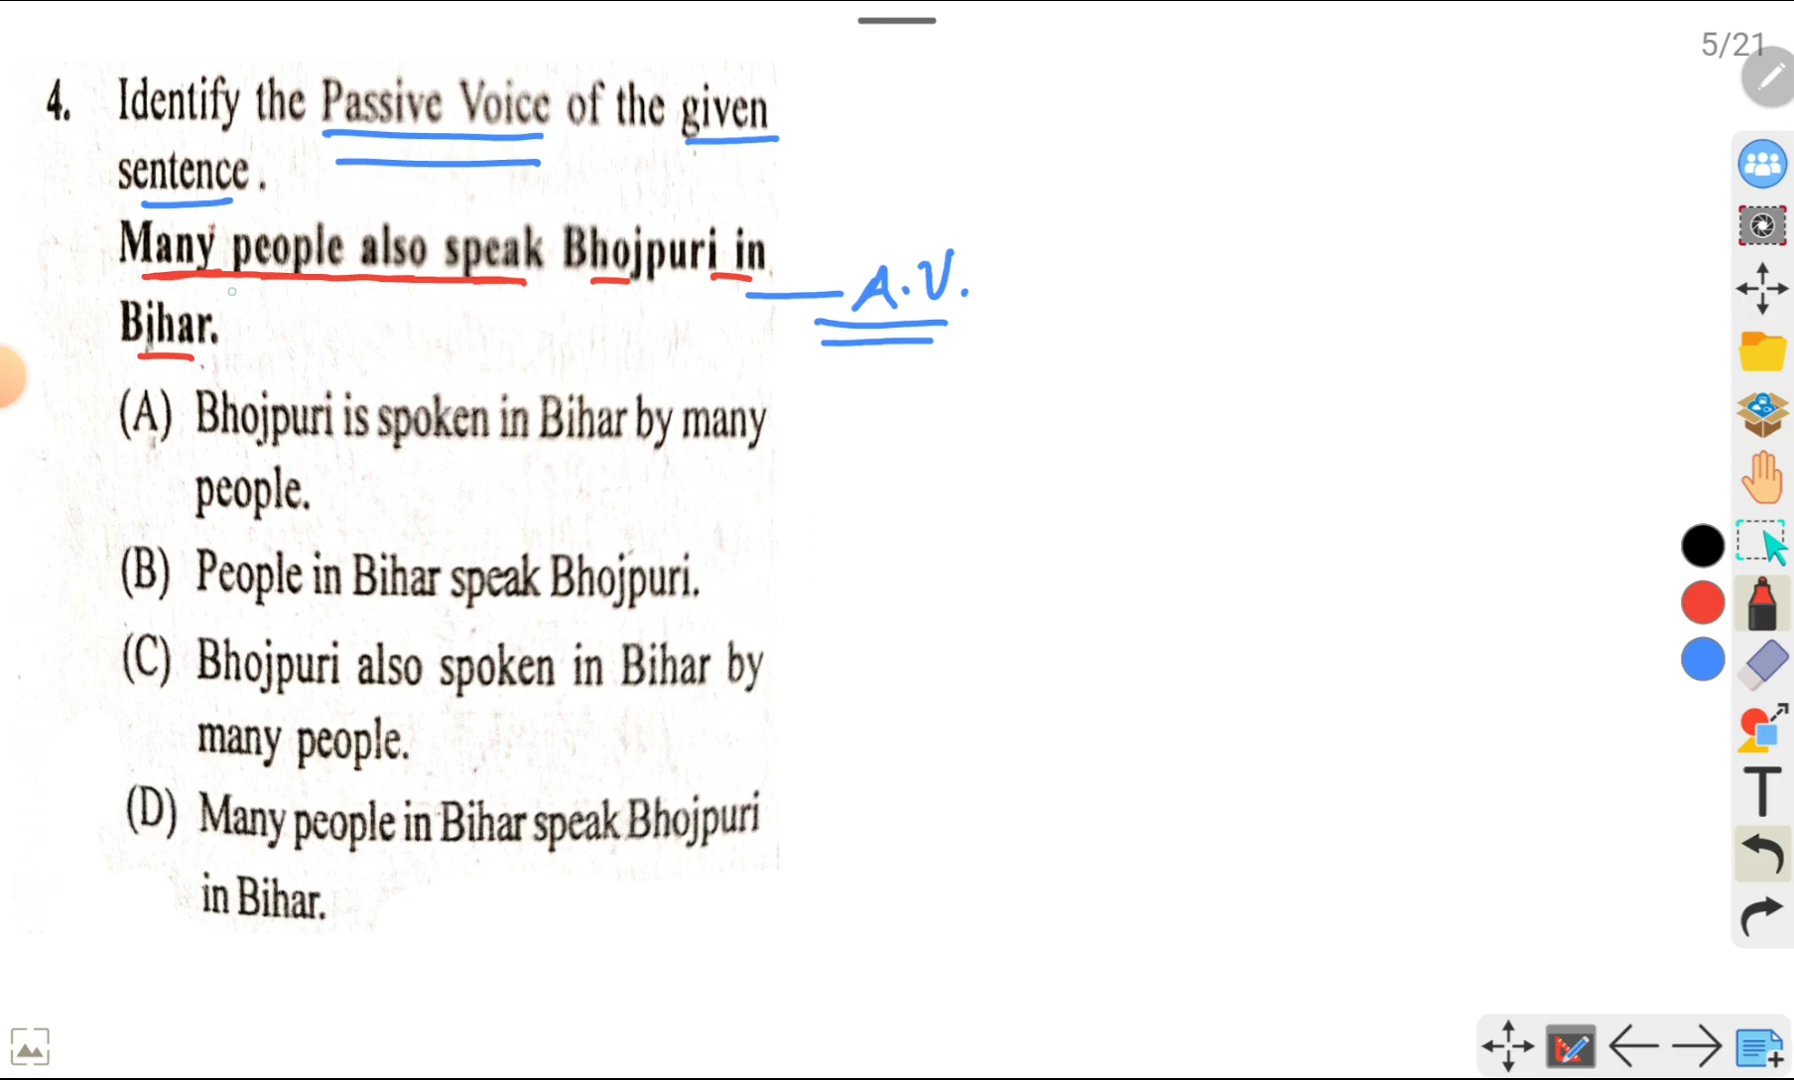 5/21
4. Identify the Passive Voice of the given
sentence .
Many people also speak Bhojpuri in
Bihar.
A.V.
(A) Bhojpuri is spoken in Bihar by many
people.
(B) People in Bihar speak Bhojpuri.
(C) Bhojpuri also spoken in Bihar by
many people.
(D) Many people in Bihar speak Bhojpuri
in Bihar.
T